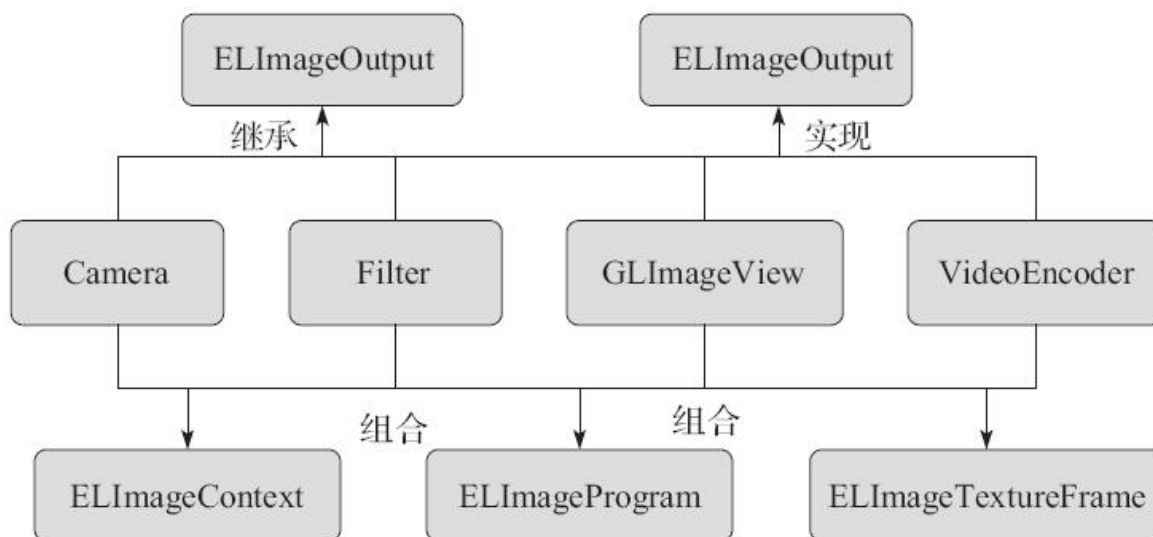 ELImageOutput
ELImageOutput
继承
实现
Camera
Filter
GLImageView
VideoEncoder
组合
组合
ELImageContext
ELImageProgram
ELImageTextureFrame